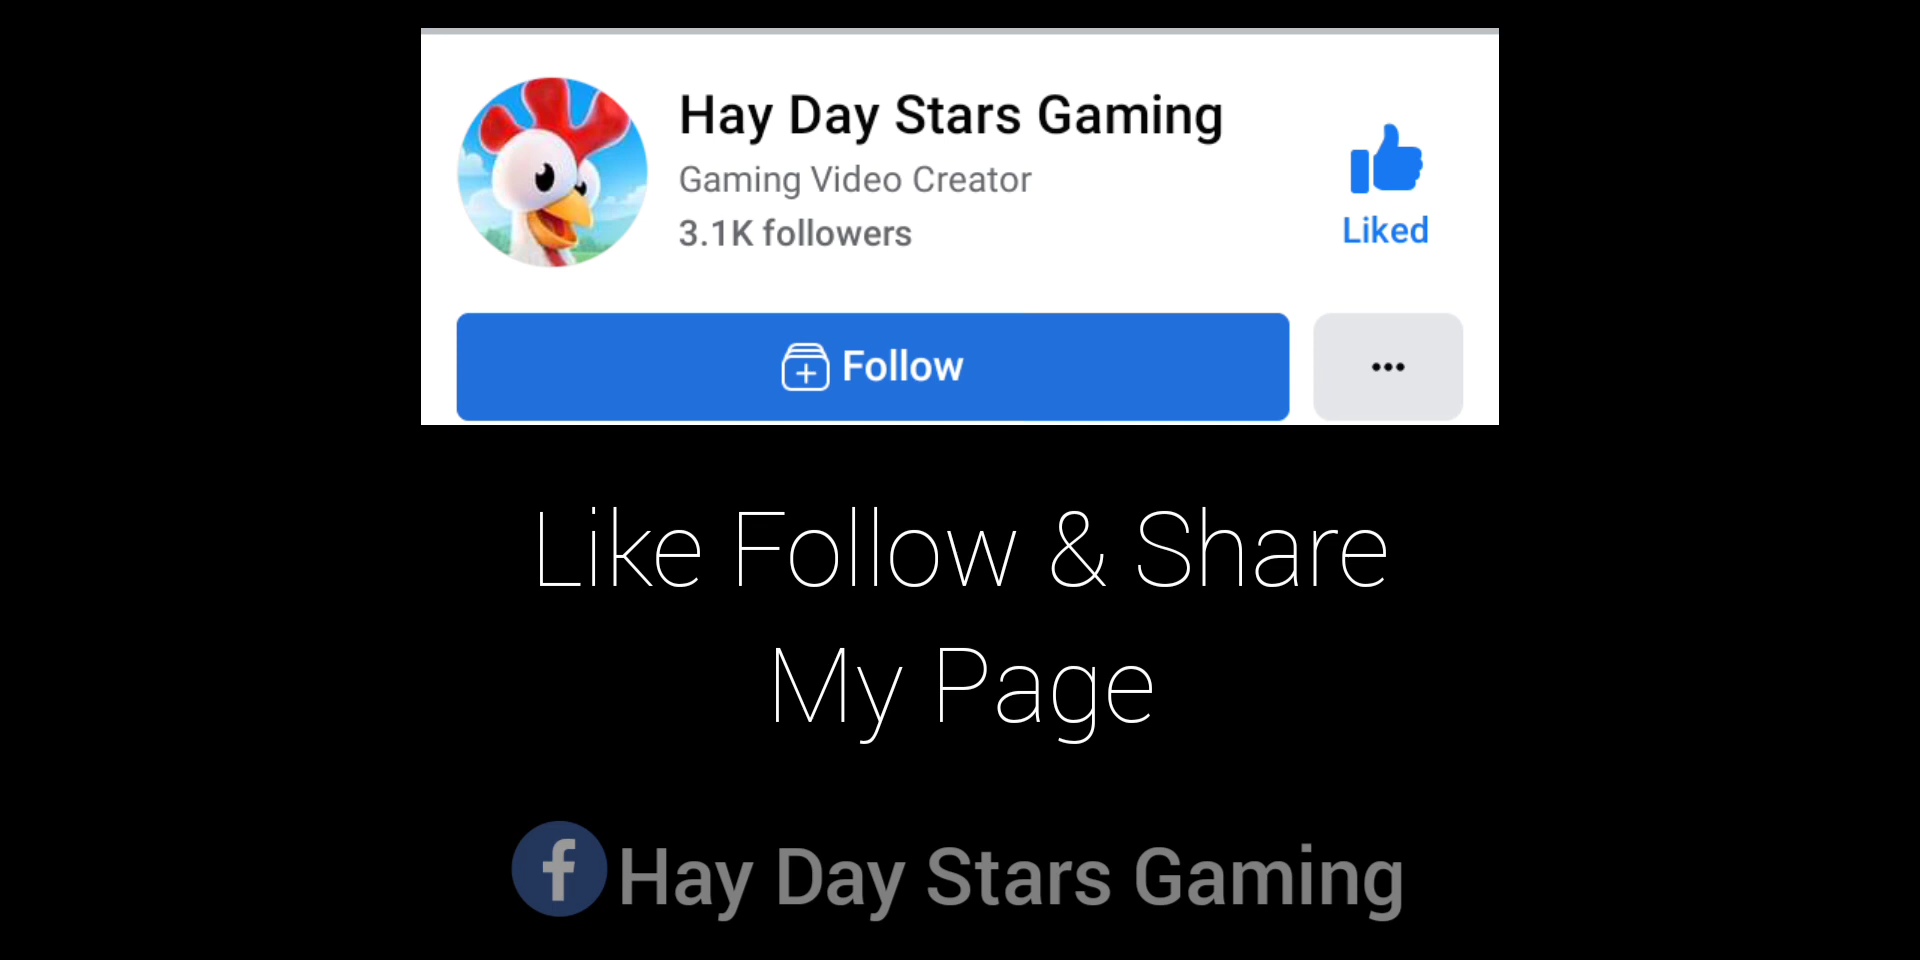 Hay Day Stars Gaming
Gaming Video Creator
3.1K followers
Liked
Follow
Like Follow & Share
My Page
Hay Day Stars Gaming